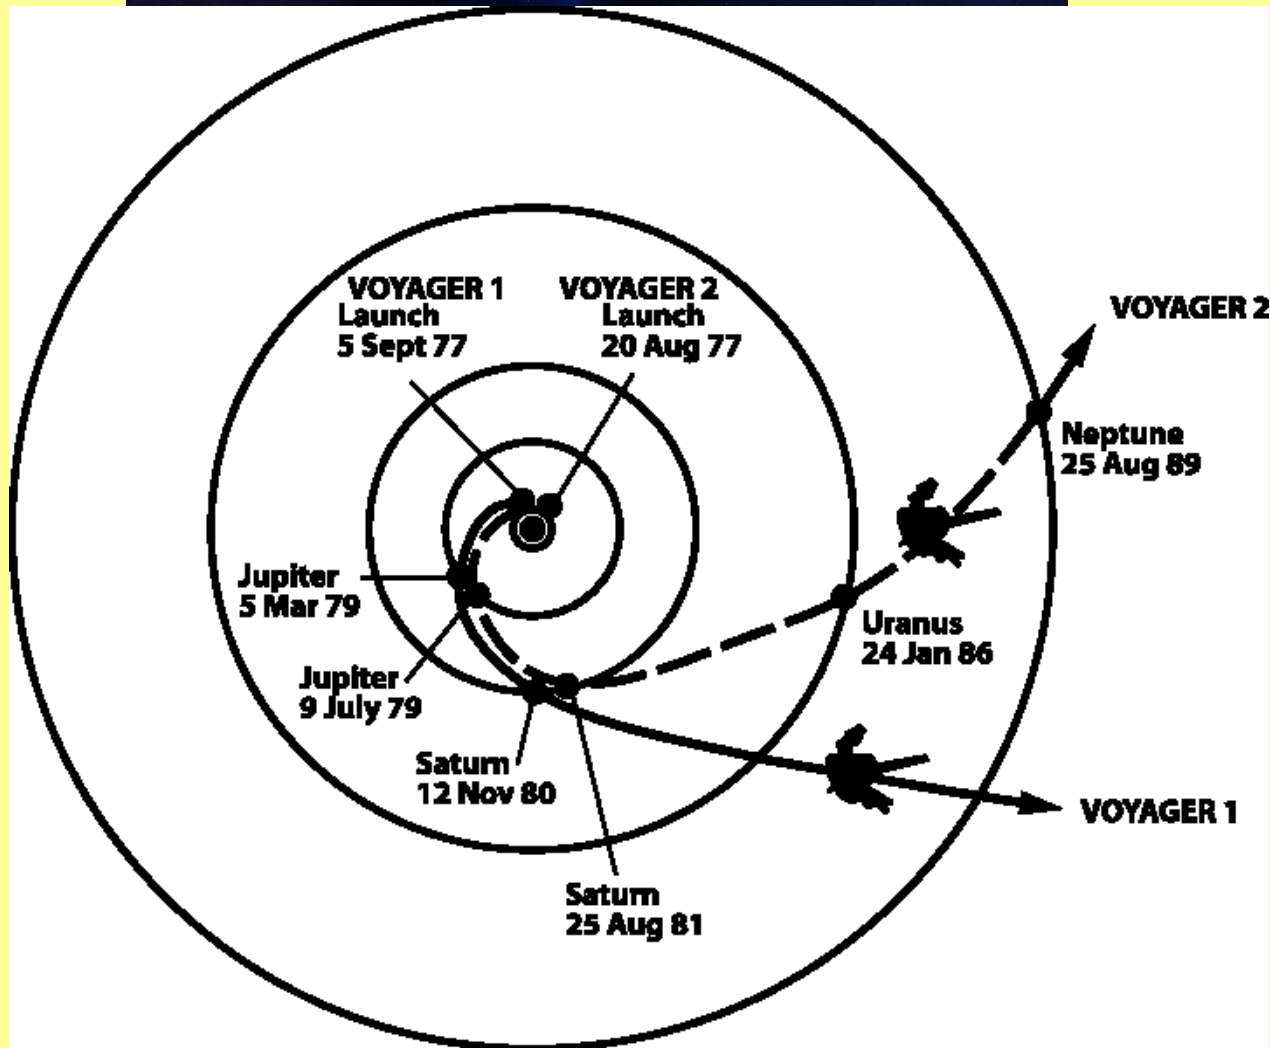 VOYAGER 1
Launch
5 Sept 77
VOYAGER 2
Launch
20 Aug 77
VOYAGER 2
Neptune
25 Aug 89
Jupiter
5 Mar 79
Uranus
24 Jan 86
Jupiter
9 July 79
Saturn
12 Nov 80
VOYAGER 1
Saturn
25 Aug 81